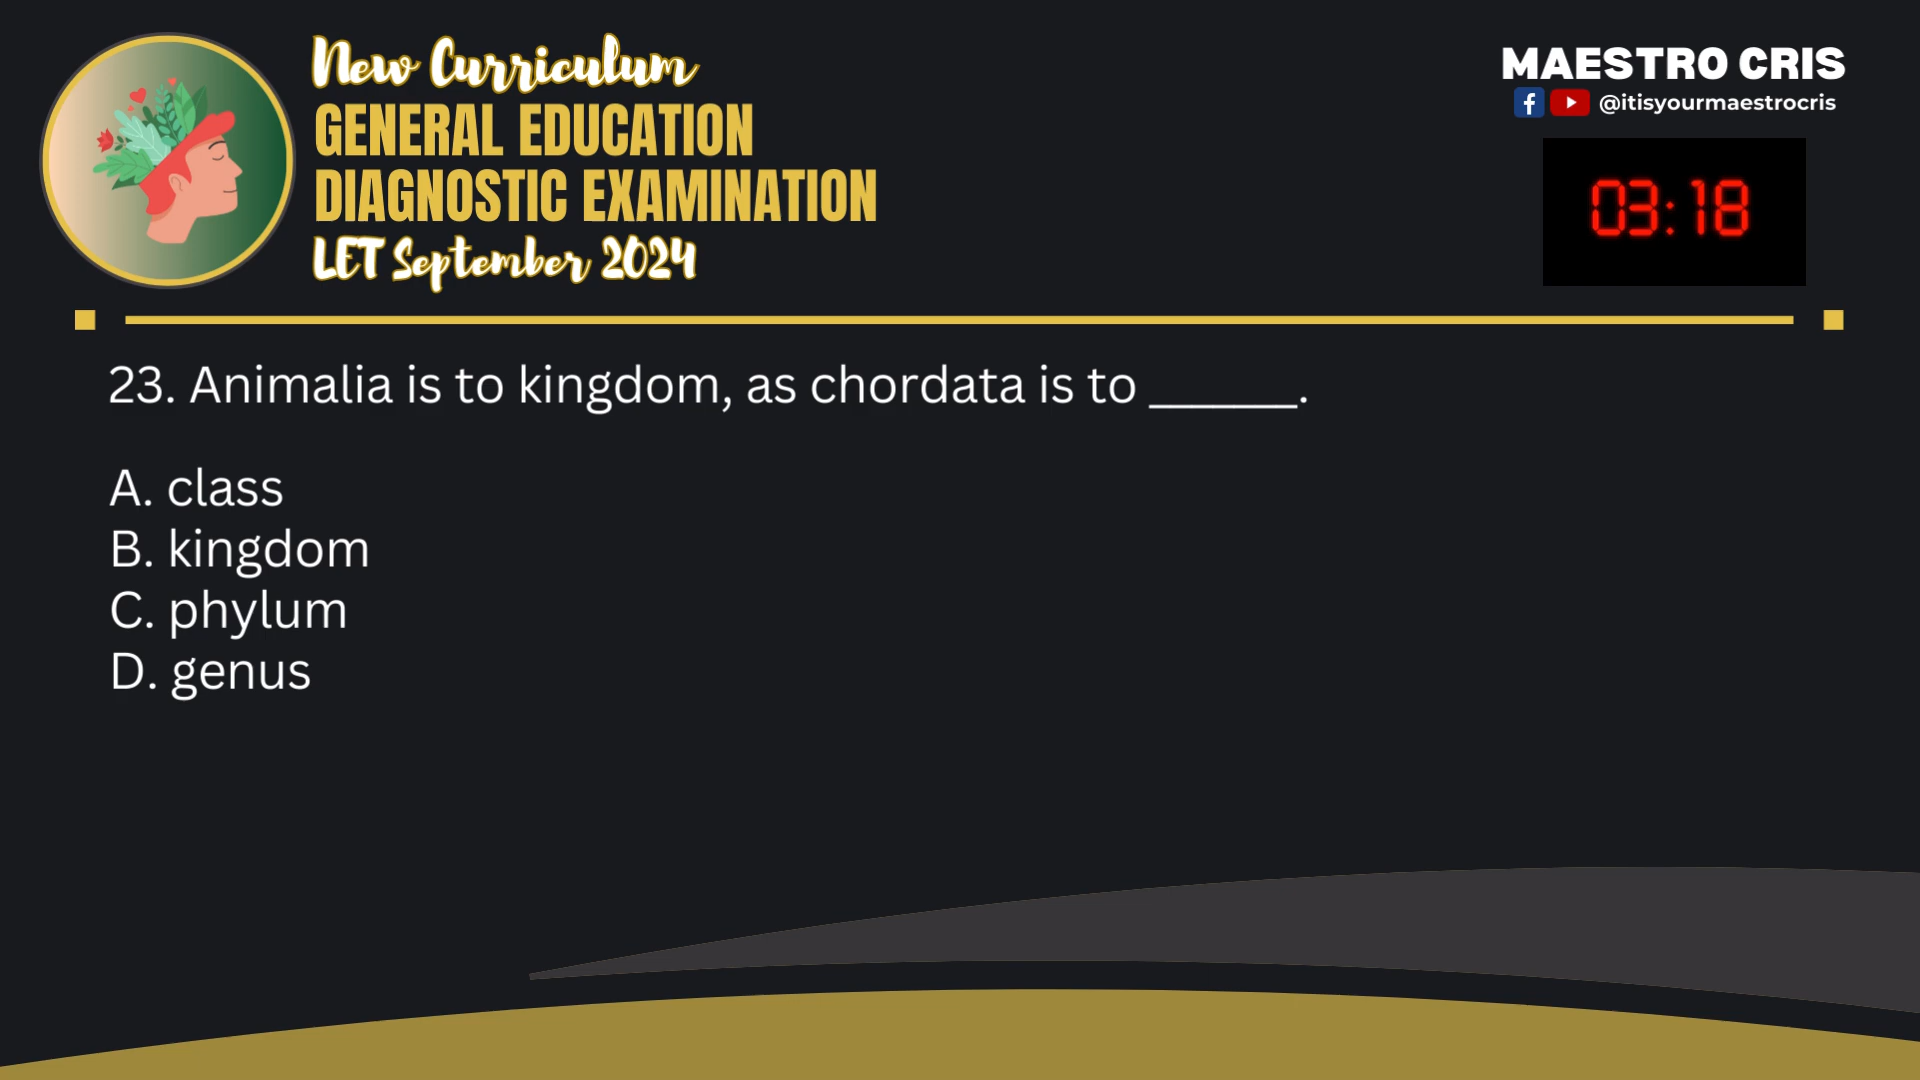 New Curriculum
GENERAL EDUCATION
DIAGNOSTIC EXAMINATION
LET September 2024
MAESTRO CRIS
@itisyourmaestrocris
03:18
23. Animalia is to kingdom, as chordata is to ______.
A. class
B. kingdom
C. phylum
D. genus